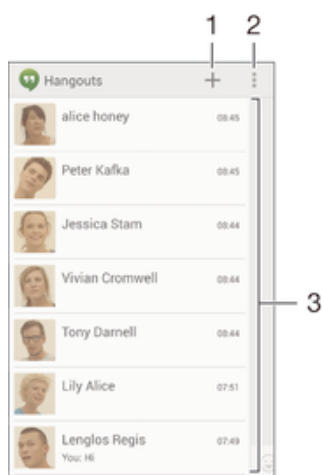 1 2
Hangouts
alice honey 08:45
Peter Kafka 08:45
Jessica Stam 08:44
Vivian Cromwell 08:44
3
Tony Darnell 08:44
Lily Alice 07:51
Lenglos Regis 07:49
You: Hi